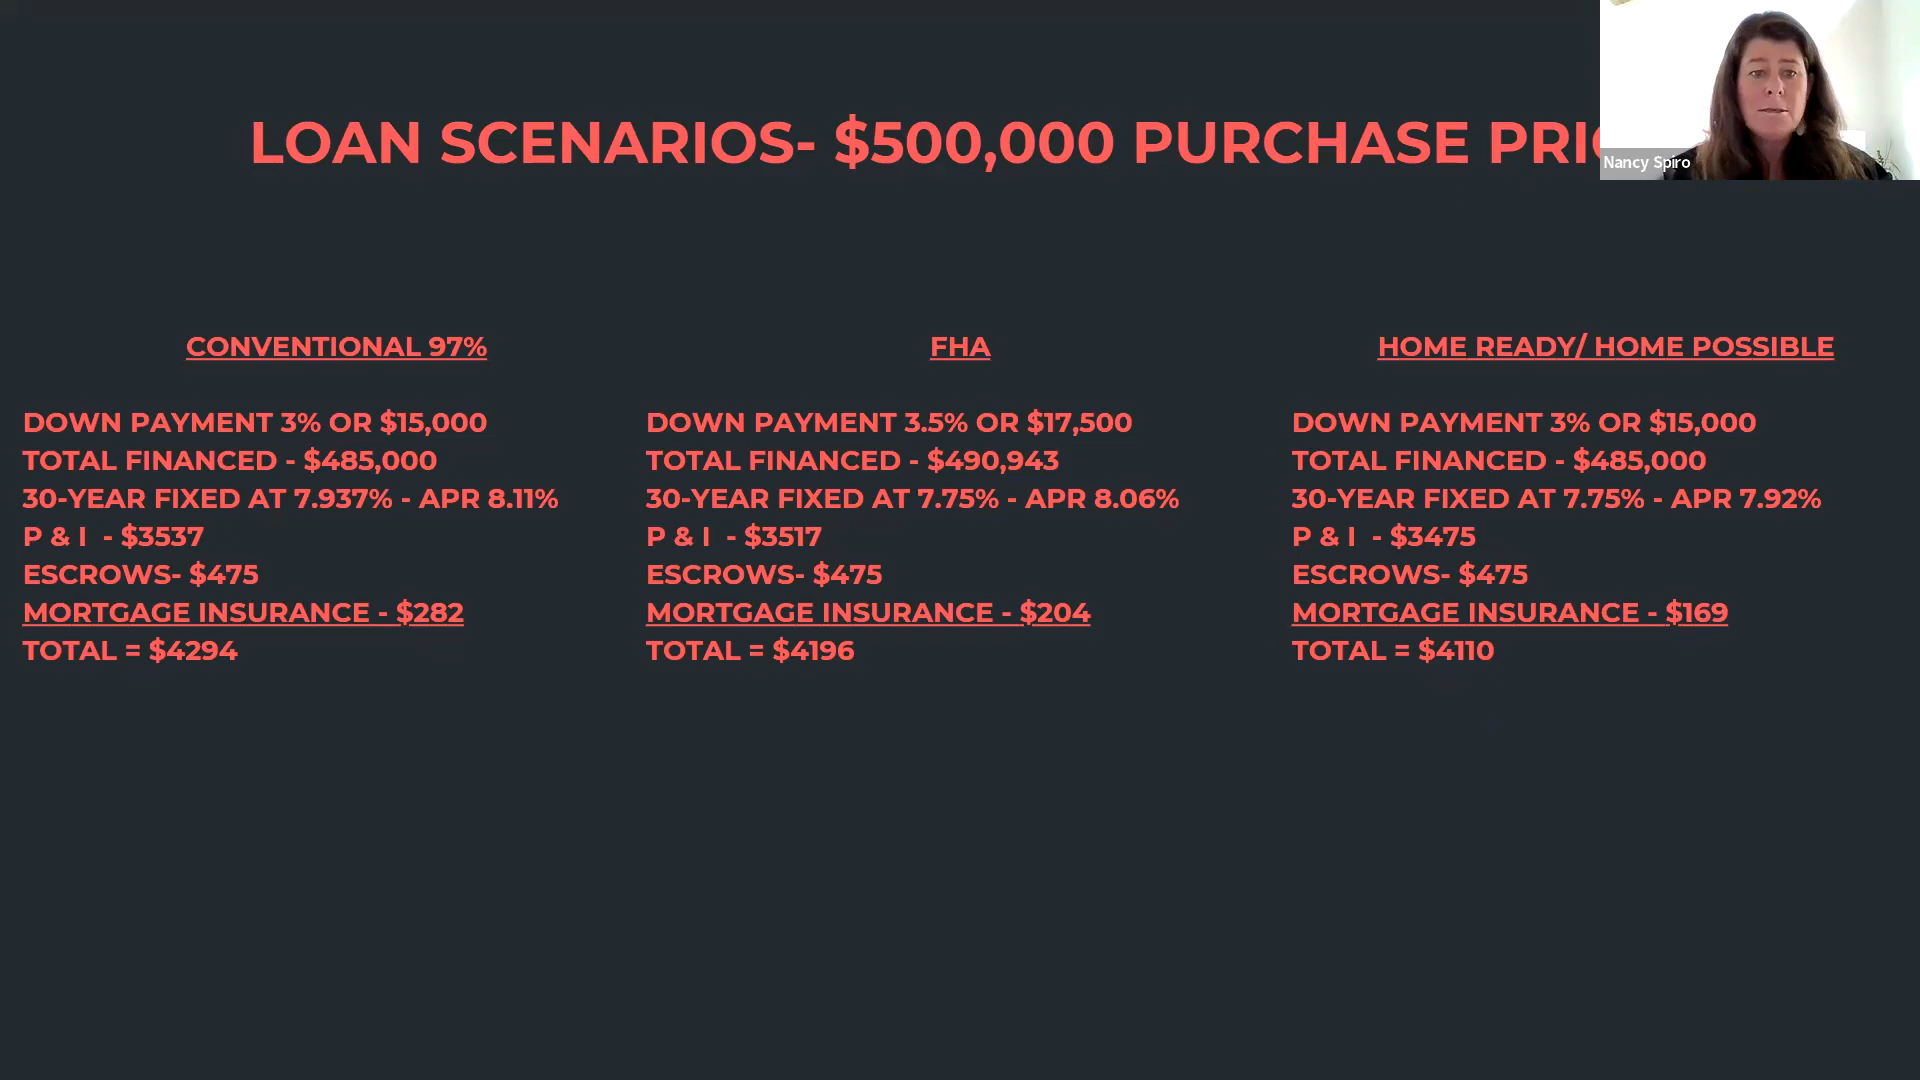 LOAN SCENARIOS- $500,000 PURCHASE
Nancy Spiro
CONVENTIONAL 97%
DOWN PAYMENT 3% OR $15,000
TOTAL FINANCED - $485,000
30-YEAR FIXED AT 7.937% - APR 8.11%
P & I - $3537
ESCROWS- $475
MORTGAGE INSURANCE - $282
TOTAL = $4294
FHA
DOWN PAYMENT 3.5% OR $17,500
TOTAL FINANCED - $490,943
30-YEAR FIXED AT 7.75% - APR 8.06%
P & I - $3517
ESCROWS- $475
MORTGAGE INSURANCE - $204
TOTAL = $4196
HOME READY/ HOME POSSIBLE
DOWN PAYMENT 3% OR $15,000
TOTAL FINANCED - $485,000
30-YEAR FIXED AT 7.75% - APR 7.92%
P & I - $3475
ESCROWS- $475
MORTGAGE INSURANCE - $169
TOTAL = $4110